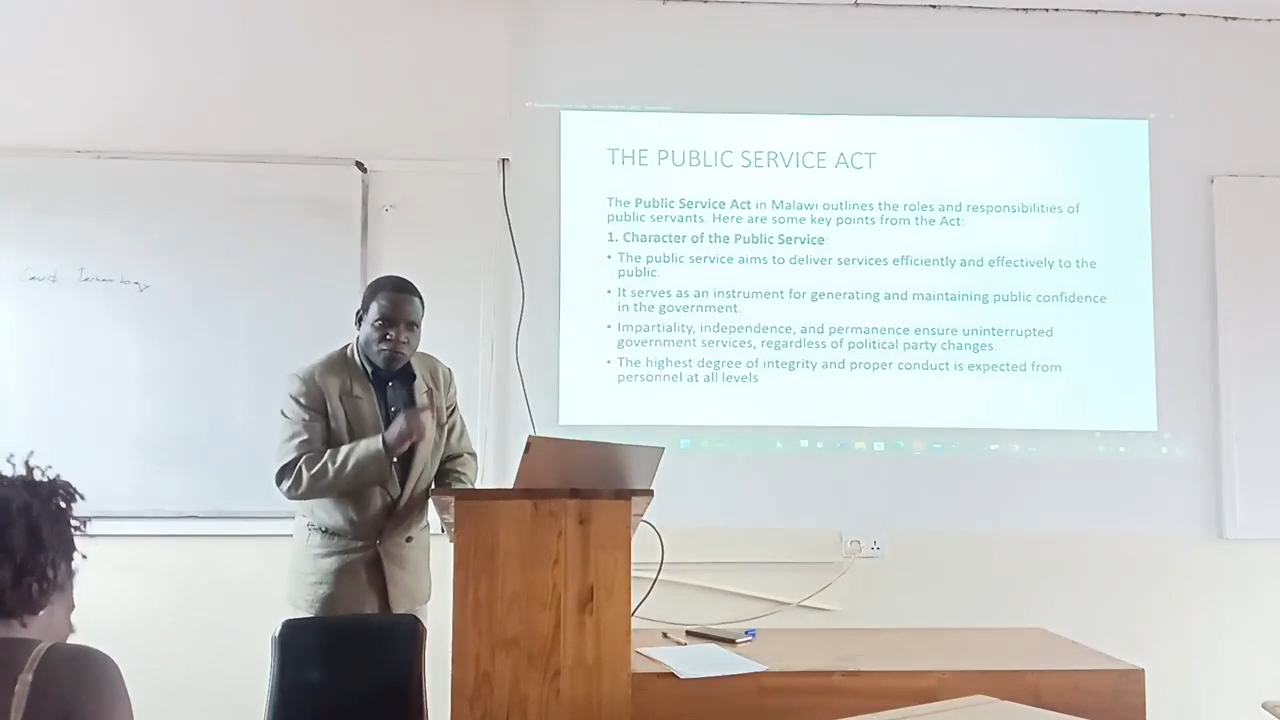 THE PUBLIC SERVICE ACT
The Public Service Act in Malawi outlines the roles and responsibilities of
public servants. Here are some key points from the Act:
1. Character of the Public Service:
• The public service aims to deliver services efficiently and effectively to the
public.
• It serves as an instrument for generating and maintaining public confidence
in the government.
• Impartiality, independence, and permanence ensure uninterrupted
government services, regardless of political party changes.
• The highest degree of integrity and proper conduct is expected from
personnel at all levels